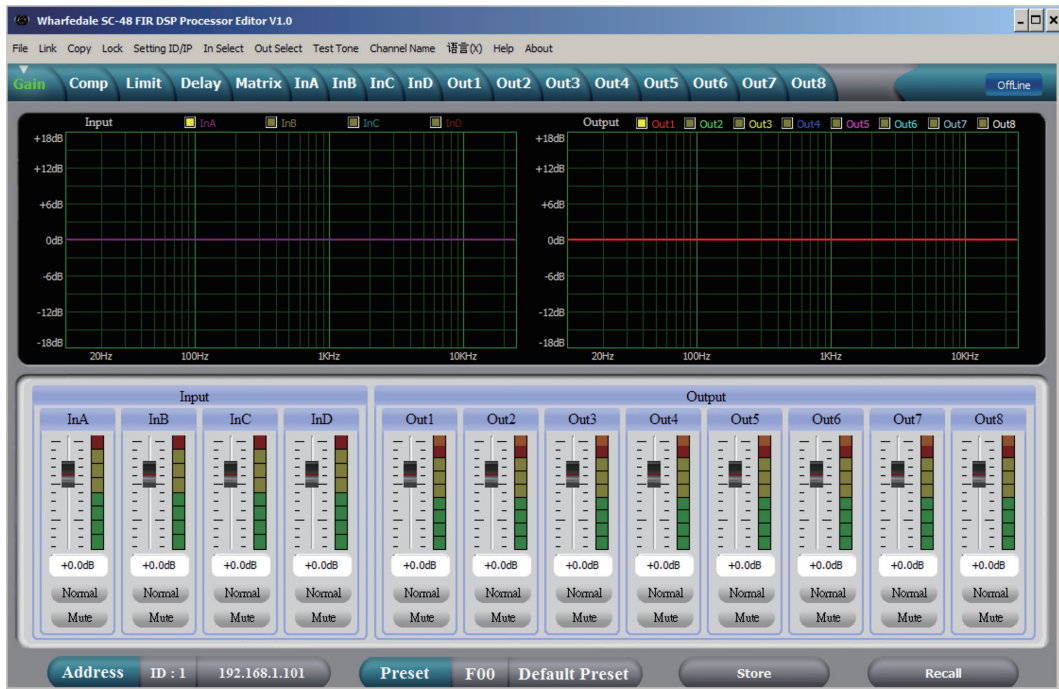 Wharfedale SC-48 FIR DSP Processor Editor V1.0
File Link Copy Lock Setting ID/IP In Select Out Select Test Tone Channel Name 语言(X) Help About
Gain Comp Limit Delay Matrix InA InB InC InD Out1 Out2 Out3 Out4 Out5 Out6 Out7 Out8 OffLine
Input InA InB InC InD
+18dB
+12dB
+6dB
0dB
-6dB
-12dB
-18dB
20Hz 100Hz 1KHz 10KHz
Output Out1 Out2 Out3 Out4 Out5 Out6 Out7 Out8
+18dB
+12dB
+6dB
0dB
-6dB
-12dB
-18dB
20Hz 100Hz 1KHz 10KHz
Input Output
InA InB InC InD Out1 Out2 Out3 Out4 Out5 Out6 Out7 Out8
+0.0dB +0.0dB +0.0dB +0.0dB +0.0dB +0.0dB +0.0dB +0.0dB +0.0dB +0.0dB +0.0dB +0.0dB
Normal Normal Normal Normal Normal Normal Normal Normal Normal Normal Normal Normal
Mute Mute Mute Mute Mute Mute Mute Mute Mute Mute Mute Mute
Address ID : 1 192.168.1.101 Preset F00 Default Preset Store Recall